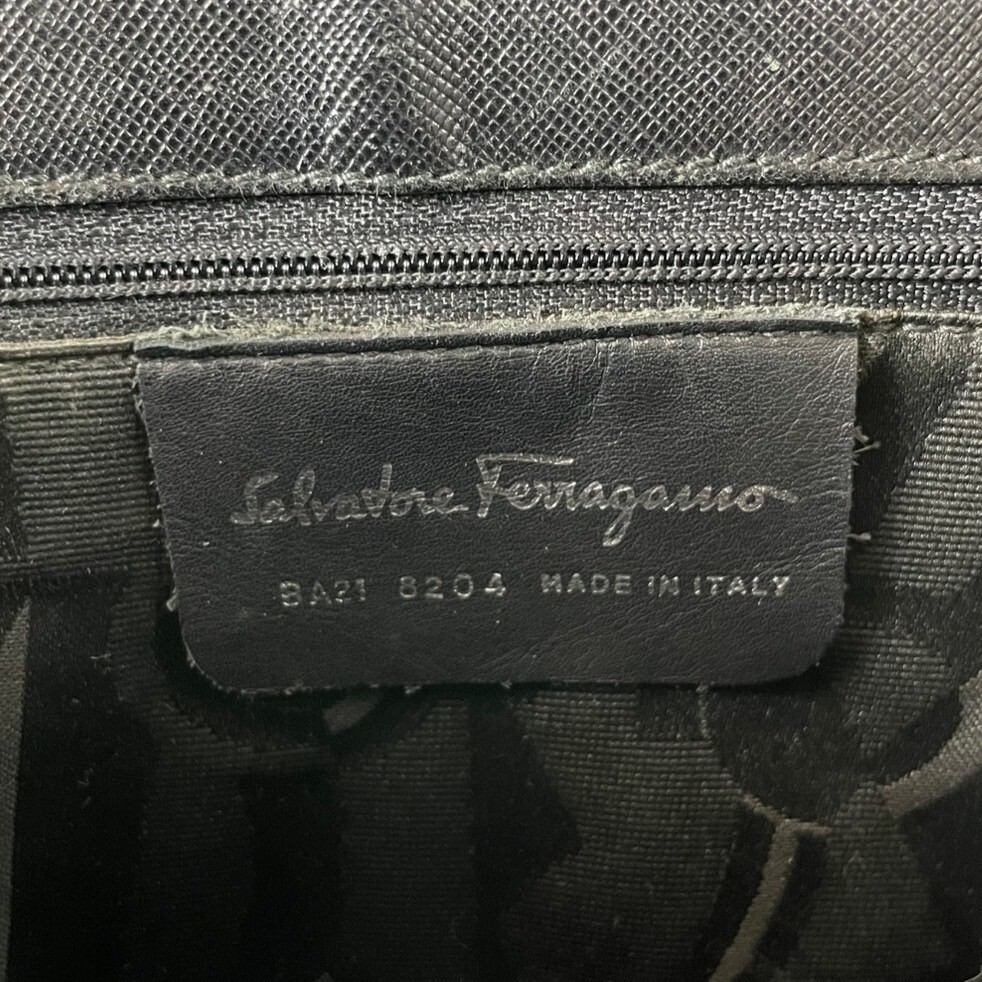 Salvatore Ferragamo
BA21 8204 MADE IN ITALY